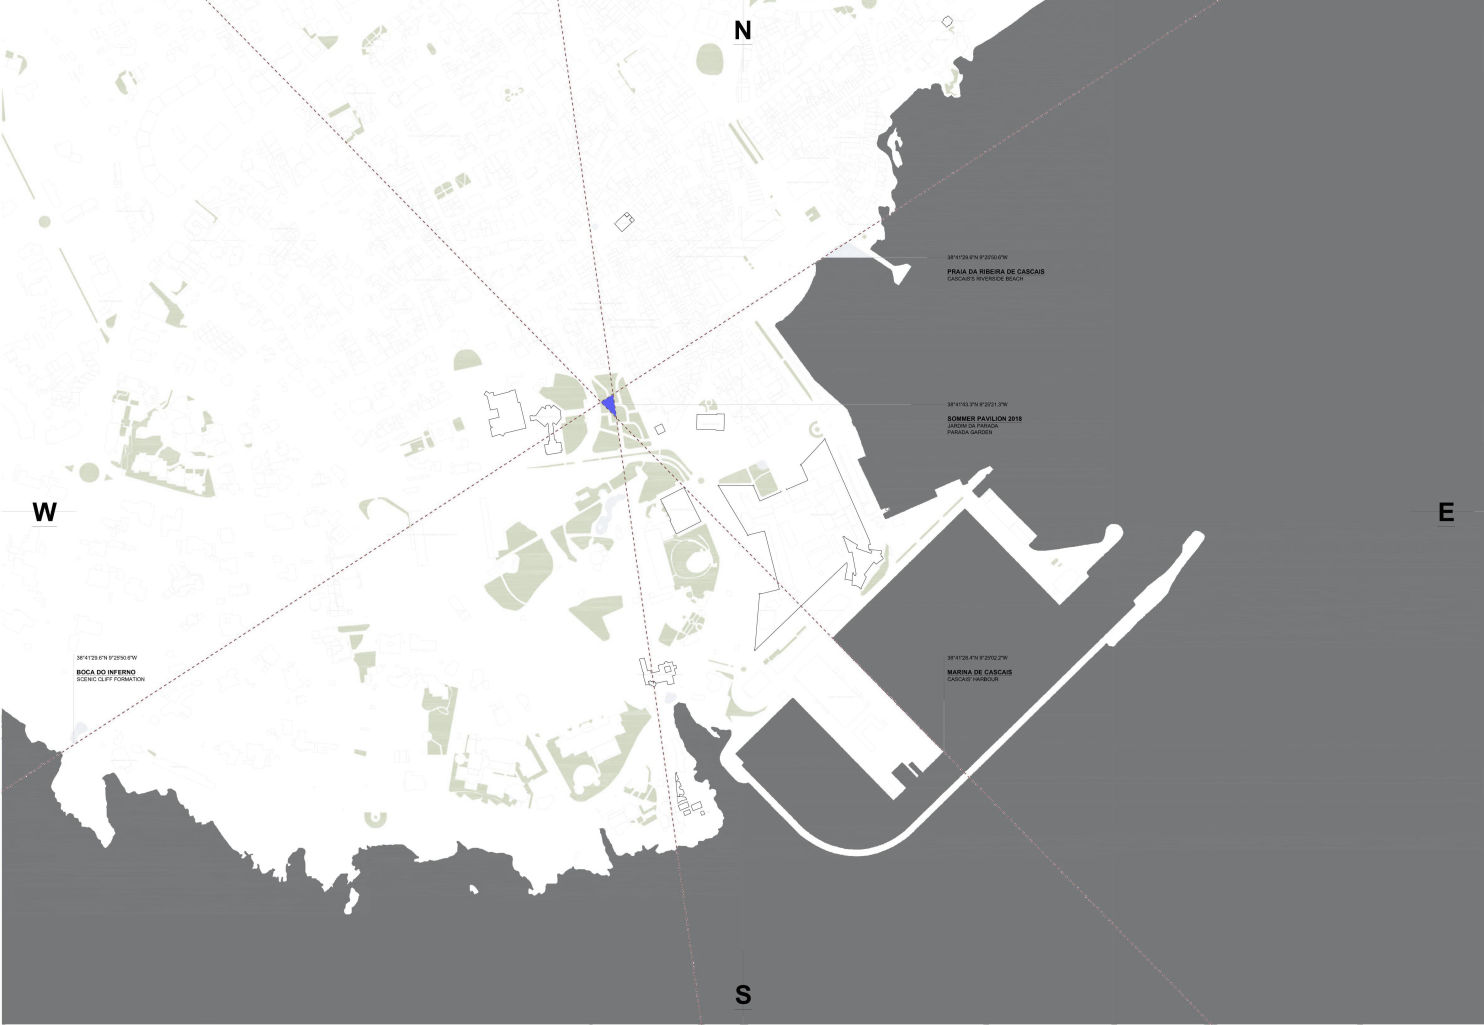 N
38°41'29.6"N 9°25'50.6"W
PRAIA DA RIBEIRA DE CASCAIS
CASCAIS'S RIVERSIDE BEACH
38°41'43.3"N 9°25'21.3"W
SOMMER PAVILION 2018
JARDIM DA PARADA
PARADA GARDEN
W
E
38°41'29.6"N 9°25'50.6"W
BOCA DO INFERNO
SCENIC CLIFF FORMATION
38°41'28.4"N 9°25'02.2"W
MARINA DE CASCAIS
CASCAIS' HARBOUR
S